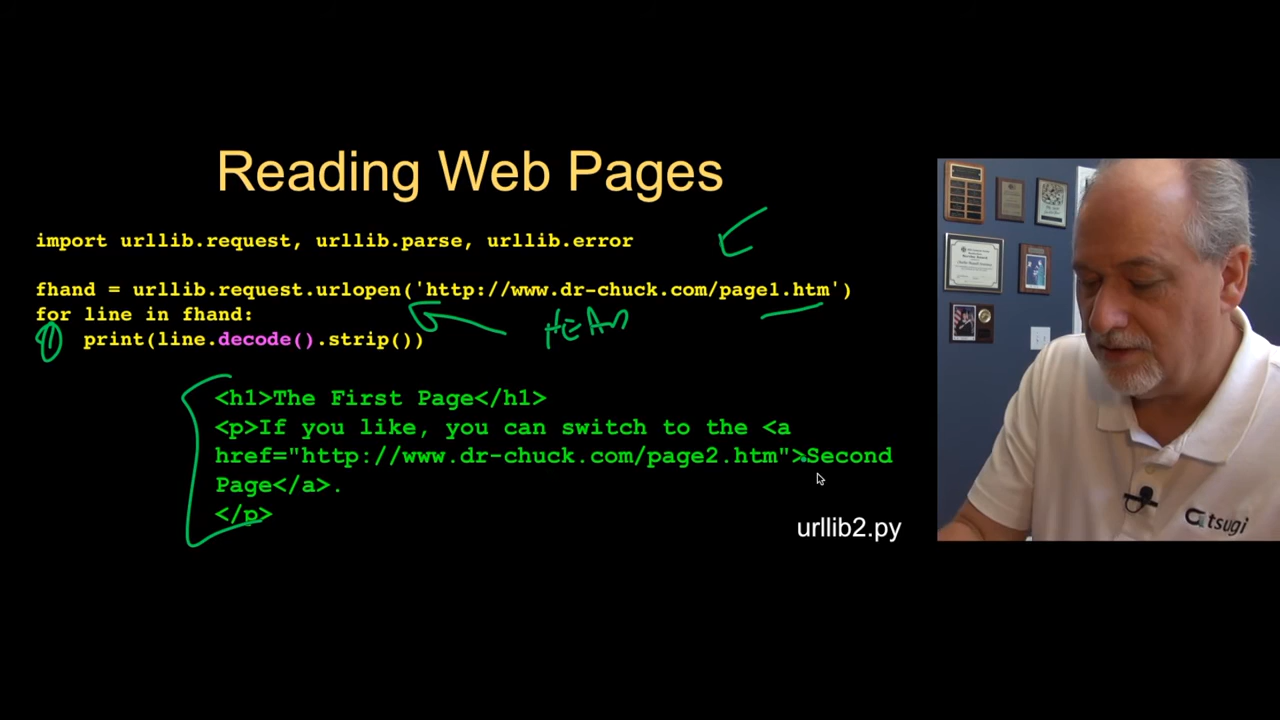 Reading Web Pages
import urllib.request, urllib.parse, urllib.error
fhand = urllib.request.urlopen('http://www.dr-chuck.com/page1.htm')
for line in fhand:
HEAD
print(line.decode().strip())
<h1>The First Page</h1>
<p>If you like, you can switch to the <a
href="http://www.dr-chuck.com/page2.htm">Second
Page</a>.
</p>
urllib2.py
tsugi